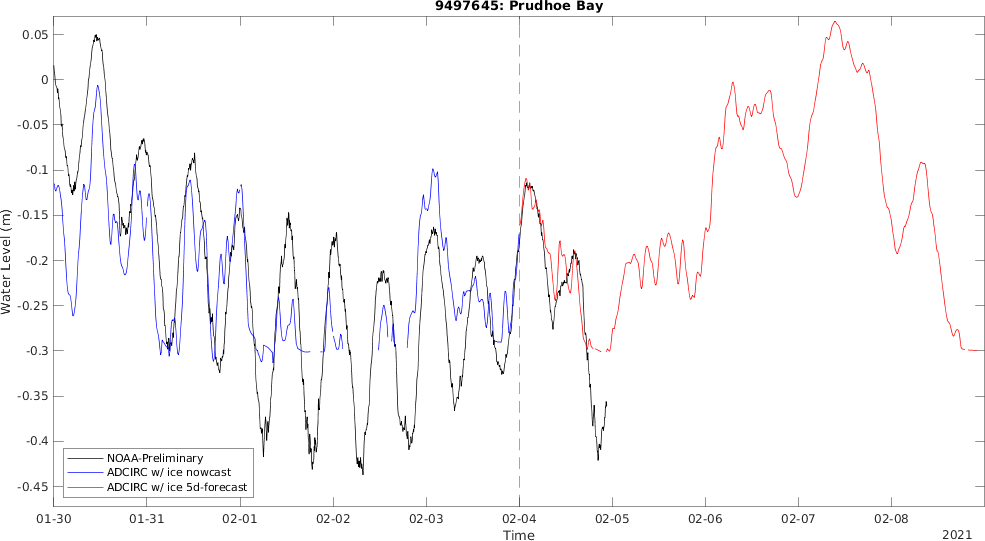 9497645: Prudhoe Bay
0.05
0
-0.05
-0.1
-0.15
-0.2
-0.25
-0.3
-0.35
-0.4
-0.45
Water Level (m)
NOAA-Preliminary
ADCIRC w/ ice nowcast
ADCIRC w/ ice 5d-forecast
01-30 01-31 02-01 02-02 02-03 02-04 02-05 02-06 02-07 02-08
Time
2021